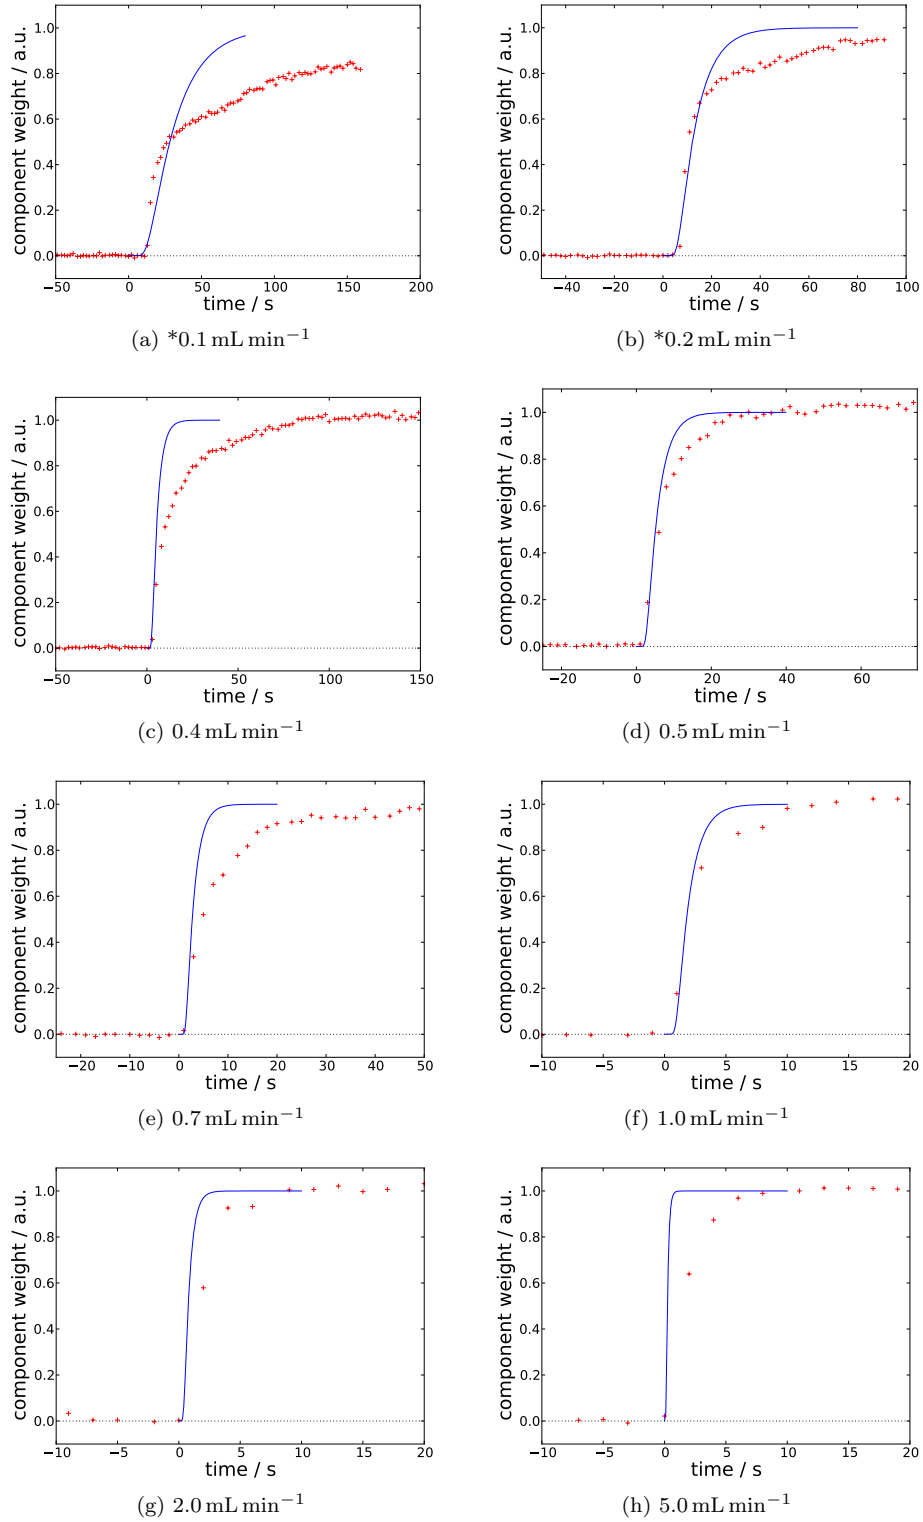 component weight / a.u.
1.0
0.8
0.6
0.4
0.2
0.0
−50 0 50 100 150 200
time / s
(a) *0.1 mL min−1
component weight / a.u.
1.0
0.8
0.6
0.4
0.2
0.0
−40 −20 0 20 40 60 80 100
time / s
(b) *0.2 mL min−1
component weight / a.u.
1.0
0.8
0.6
0.4
0.2
0.0
−50 0 50 100 150
time / s
(c) 0.4 mL min−1
component weight / a.u.
1.0
0.8
0.6
0.4
0.2
0.0
−20 0 20 40 60
time / s
(d) 0.5 mL min−1
component weight / a.u.
1.0
0.8
0.6
0.4
0.2
0.0
−20 −10 0 10 20 30 40 50
time / s
(e) 0.7 mL min−1
component weight / a.u.
1.0
0.8
0.6
0.4
0.2
0.0
−10 −5 0 5 10 15 20
time / s
(f) 1.0 mL min−1
component weight / a.u.
1.0
0.8
0.6
0.4
0.2
0.0
−10 −5 0 5 10 15 20
time / s
(g) 2.0 mL min−1
component weight / a.u.
1.0
0.8
0.6
0.4
0.2
0.0
−10 −5 0 5 10 15 20
time / s
(h) 5.0 mL min−1